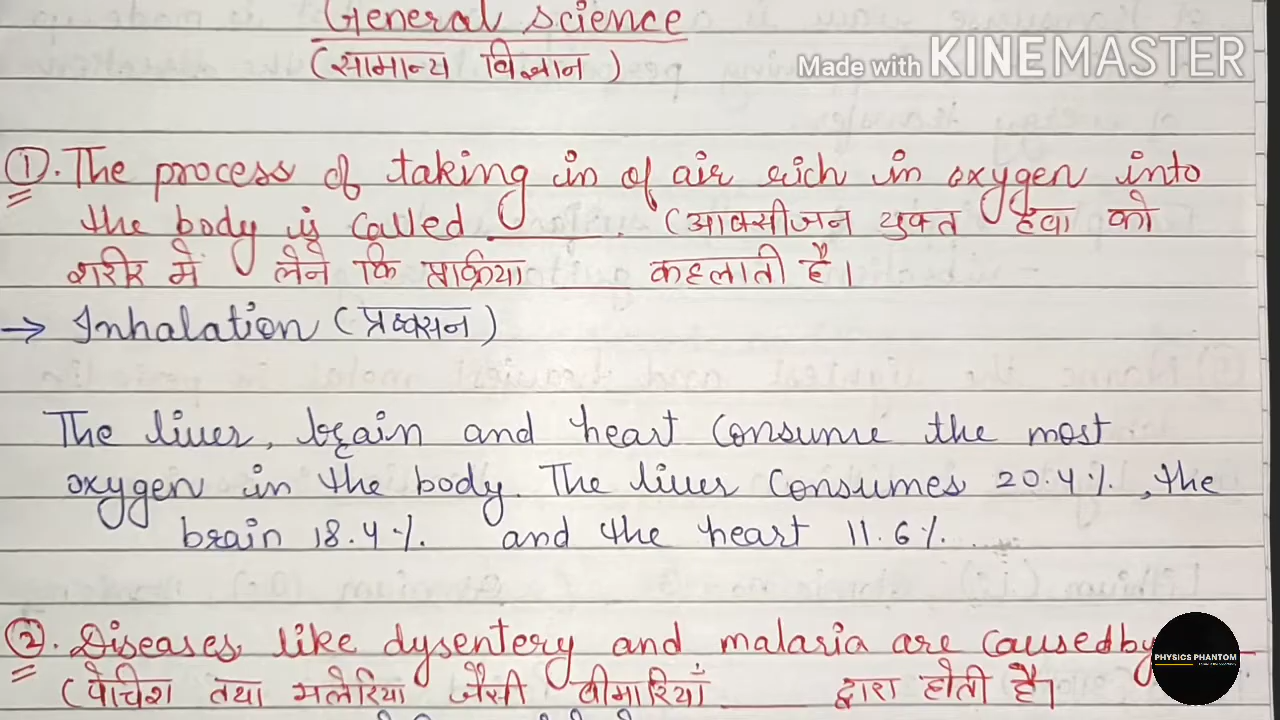 General science
(सामान्य विज्ञान)
Made with KINEMASTER
①. The process of taking in of air rich in oxygen into
the body is called ______. (आक्सीजन युक्त हवा को
शरीर में लेने कि प्रक्रिया ____ कहलाती है।
→ Inhalation (प्रश्वसन)
The liver, brain and heart consume the most
oxygen in the body. The liver consumes 20.4%, the
brain 18.4% and the heart 11.6%.
②. Diseases like dysentery and malaria are caused by
(पेचिश तथा मलेरिया जैसी बीमारियाँ ____ द्वारा होती है।
PHYSICS PHANTOM